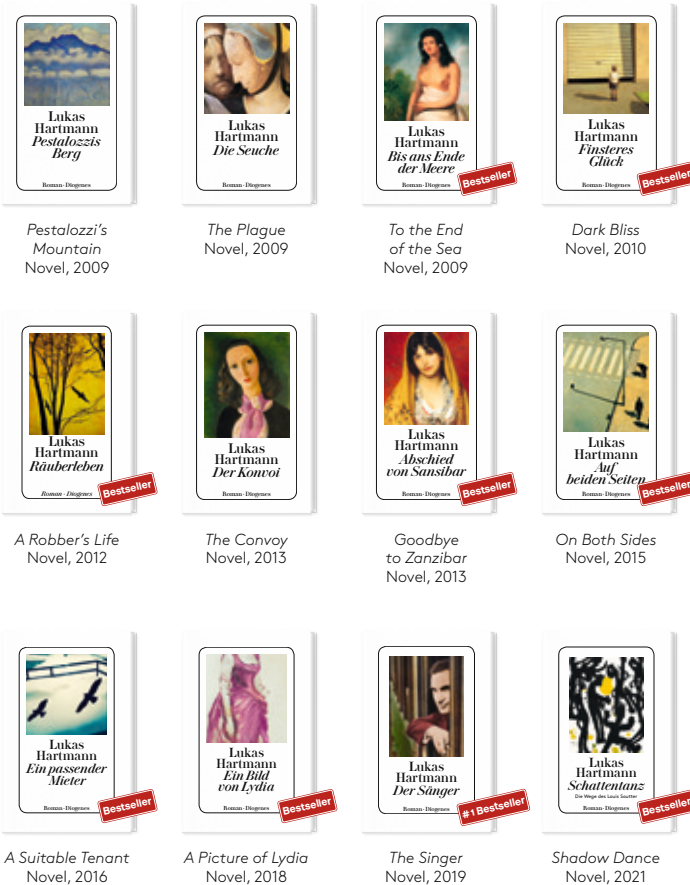 Lukas
Hartmann
Pestalozzis
Berg
Roman · Diogenes
Pestalozzi's
Mountain
Novel, 2009
Lukas
Hartmann
Die Seuche
Roman · Diogenes
The Plague
Novel, 2009
Lukas
Hartmann
Bis ans Ende
der Meere
Roman · Diogenes
Bestseller
To the End
of the Sea
Novel, 2009
Lukas
Hartmann
Finsteres
Glück
Roman · Diogenes
Bestseller
Dark Bliss
Novel, 2010
Lukas
Hartmann
Räuberleben
Roman · Diogenes
Bestseller
A Robber's Life
Novel, 2012
Lukas
Hartmann
Der Konvoi
Roman · Diogenes
The Convoy
Novel, 2013
Lukas
Hartmann
Abschied
von Sansibar
Roman · Diogenes
Bestseller
Goodbye
to Zanzibar
Novel, 2013
Lukas
Hartmann
Auf
beiden Seiten
Roman · Diogenes
Bestseller
On Both Sides
Novel, 2015
Lukas
Hartmann
Ein passender
Mieter
Roman · Diogenes
Bestseller
A Suitable Tenant
Novel, 2016
Lukas
Hartmann
Ein Bild
von Lydia
Roman · Diogenes
Bestseller
A Picture of Lydia
Novel, 2018
Lukas
Hartmann
Der Sänger
Roman · Diogenes
#1 Bestseller
The Singer
Novel, 2019
Lukas
Hartmann
Schattentanz
Die Wege des Louis Soutter
Roman · Diogenes
Bestseller
Shadow Dance
Novel, 2021